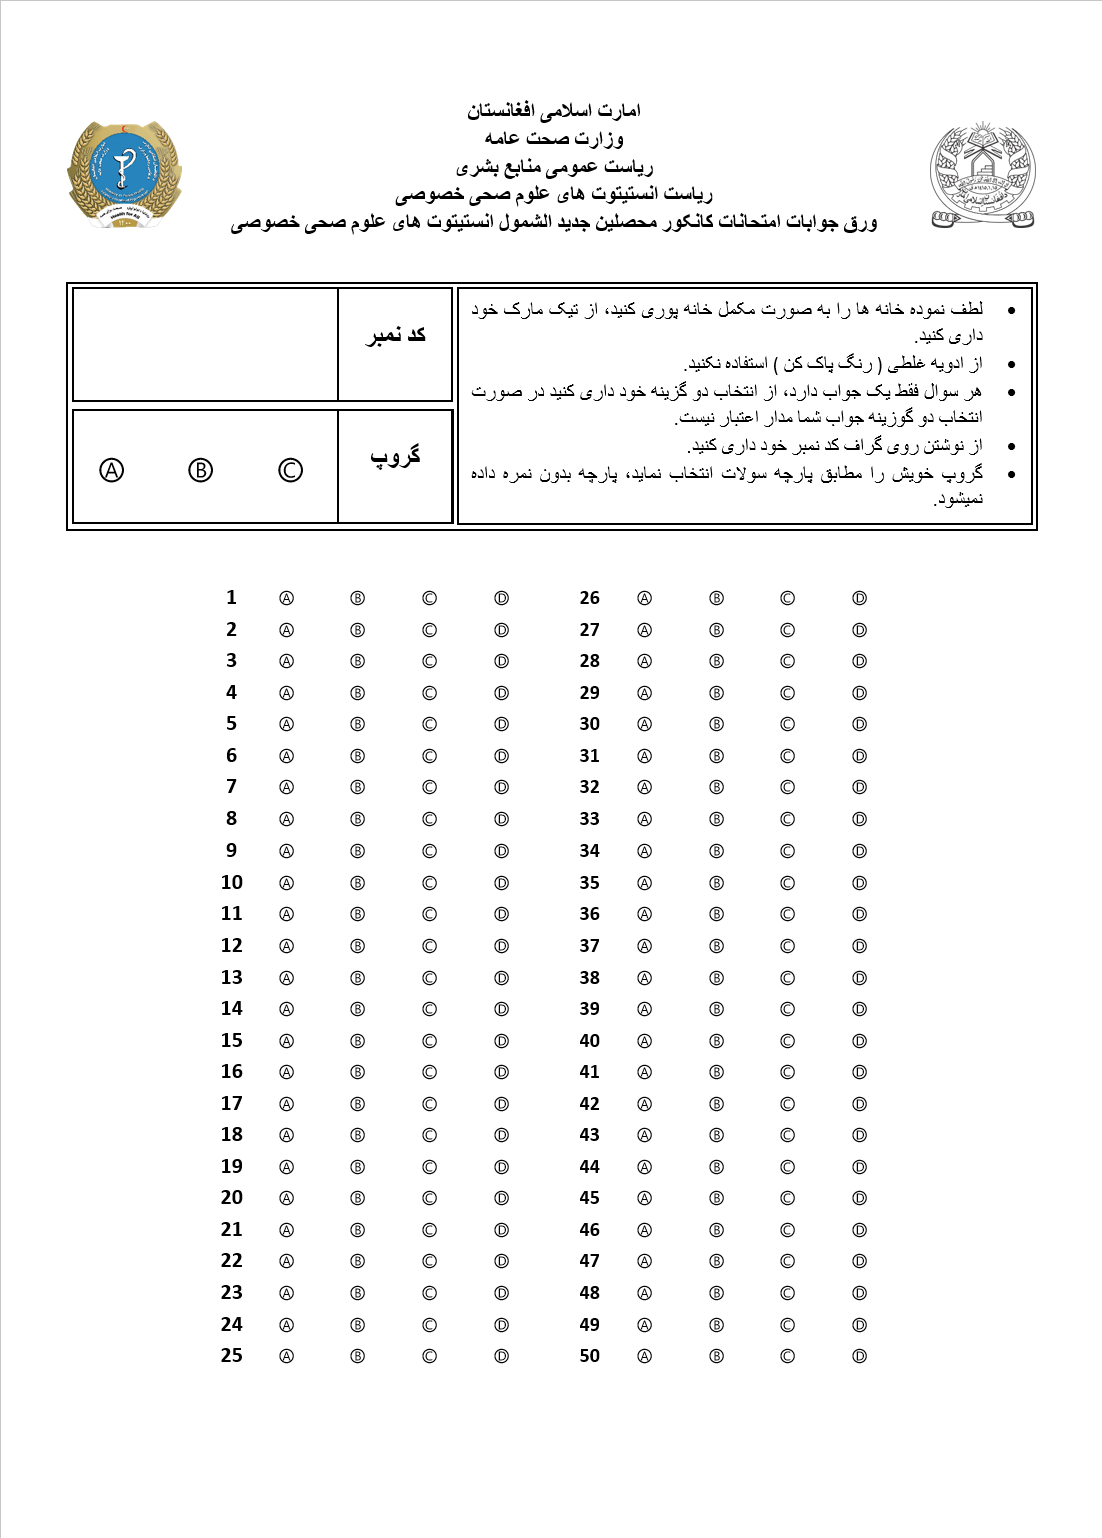 امارت اسلامی افغانستان
وزارت صحت عامه
ریاست عمومی منابع بشری
ریاست انستیتوت های علوم صحی خصوصی
ورق جوابات امتحانات کانکور محصلین جدید الشمول انستیتوت های علوم صحی خصوصی
• لطف نموده خانه ها را به صورت مکمل خانه پوری کنید، از تیک مارک خود
داری کنید.
• از ادویه غلطی ( رنگ پاک کن ) استفاده نکنید.
• هر سوال فقط یک جواب دارد، از انتخاب دو گزینه خود داری کنید در صورت
انتخاب دو گوزینه جواب شما مدار اعتبار نیست.
• از نوشتن روی گراف کد نمبر خود داری کنید.
• گروپ خویش را مطابق پارچه سولات انتخاب نماید، پارچه بدون نمره داده
نمیشود.
کد نمبر
گروپ
Ⓐ Ⓑ Ⓒ
1 Ⓐ Ⓑ Ⓒ Ⓓ 26 Ⓐ Ⓑ Ⓒ Ⓓ
2 Ⓐ Ⓑ Ⓒ Ⓓ 27 Ⓐ Ⓑ Ⓒ Ⓓ
3 Ⓐ Ⓑ Ⓒ Ⓓ 28 Ⓐ Ⓑ Ⓒ Ⓓ
4 Ⓐ Ⓑ Ⓒ Ⓓ 29 Ⓐ Ⓑ Ⓒ Ⓓ
5 Ⓐ Ⓑ Ⓒ Ⓓ 30 Ⓐ Ⓑ Ⓒ Ⓓ
6 Ⓐ Ⓑ Ⓒ Ⓓ 31 Ⓐ Ⓑ Ⓒ Ⓓ
7 Ⓐ Ⓑ Ⓒ Ⓓ 32 Ⓐ Ⓑ Ⓒ Ⓓ
8 Ⓐ Ⓑ Ⓒ Ⓓ 33 Ⓐ Ⓑ Ⓒ Ⓓ
9 Ⓐ Ⓑ Ⓒ Ⓓ 34 Ⓐ Ⓑ Ⓒ Ⓓ
10 Ⓐ Ⓑ Ⓒ Ⓓ 35 Ⓐ Ⓑ Ⓒ Ⓓ
11 Ⓐ Ⓑ Ⓒ Ⓓ 36 Ⓐ Ⓑ Ⓒ Ⓓ
12 Ⓐ Ⓑ Ⓒ Ⓓ 37 Ⓐ Ⓑ Ⓒ Ⓓ
13 Ⓐ Ⓑ Ⓒ Ⓓ 38 Ⓐ Ⓑ Ⓒ Ⓓ
14 Ⓐ Ⓑ Ⓒ Ⓓ 39 Ⓐ Ⓑ Ⓒ Ⓓ
15 Ⓐ Ⓑ Ⓒ Ⓓ 40 Ⓐ Ⓑ Ⓒ Ⓓ
16 Ⓐ Ⓑ Ⓒ Ⓓ 41 Ⓐ Ⓑ Ⓒ Ⓓ
17 Ⓐ Ⓑ Ⓒ Ⓓ 42 Ⓐ Ⓑ Ⓒ Ⓓ
18 Ⓐ Ⓑ Ⓒ Ⓓ 43 Ⓐ Ⓑ Ⓒ Ⓓ
19 Ⓐ Ⓑ Ⓒ Ⓓ 44 Ⓐ Ⓑ Ⓒ Ⓓ
20 Ⓐ Ⓑ Ⓒ Ⓓ 45 Ⓐ Ⓑ Ⓒ Ⓓ
21 Ⓐ Ⓑ Ⓒ Ⓓ 46 Ⓐ Ⓑ Ⓒ Ⓓ
22 Ⓐ Ⓑ Ⓒ Ⓓ 47 Ⓐ Ⓑ Ⓒ Ⓓ
23 Ⓐ Ⓑ Ⓒ Ⓓ 48 Ⓐ Ⓑ Ⓒ Ⓓ
24 Ⓐ Ⓑ Ⓒ Ⓓ 49 Ⓐ Ⓑ Ⓒ Ⓓ
25 Ⓐ Ⓑ Ⓒ Ⓓ 50 Ⓐ Ⓑ Ⓒ Ⓓ
Health for All